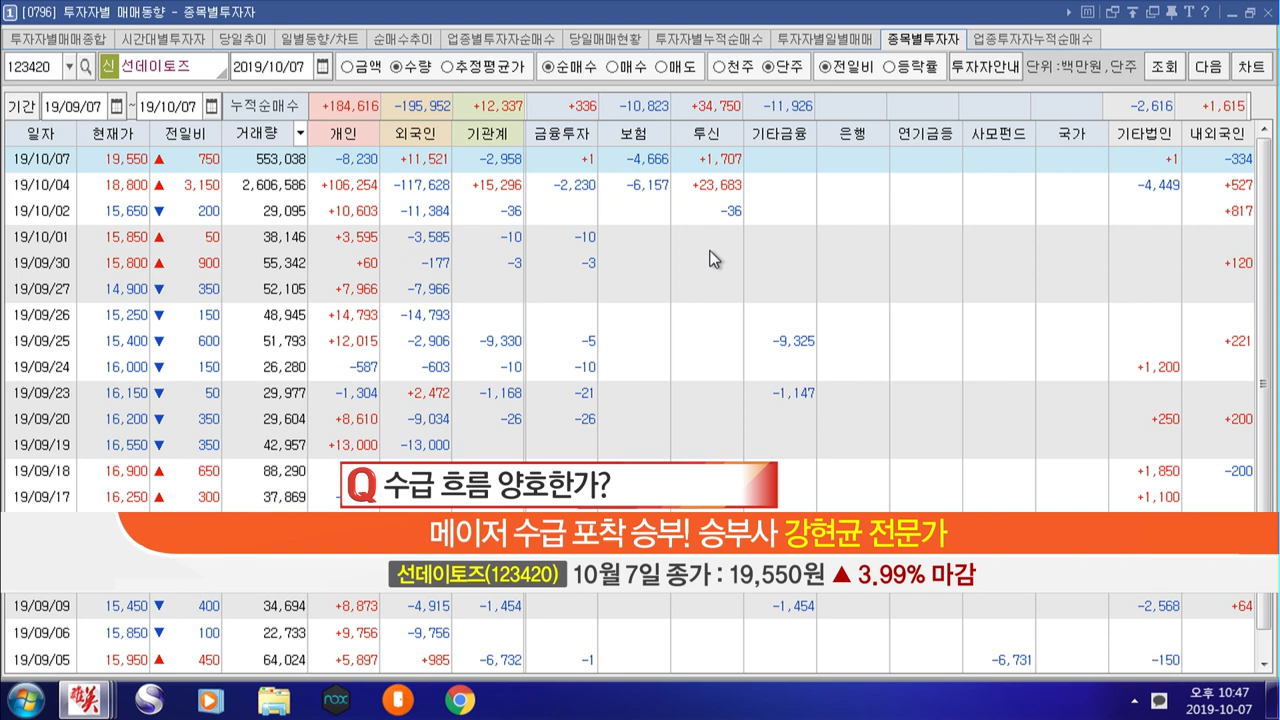 1 [0796] 투자자별 매매동향 - 종목별투자자
투자자별매매종합 시간대별투자자 당일추이 일별동향/차트 순매수추이 업종별투자자순매수 당일매매현황 투자자별누적순매수 투자자별일별매매 종목별투자자 업종투자자누적순매수
123420 신 선데이토즈 2019/10/07 금액 수량 추정평균가 순매수 매수 매도 천주 단주 전일비 등락률 투자자안내 단위:백만원,단주 조회 다음 차트
기간 19/09/07 ~ 19/10/07 누적순매수 +184,616 -195,952 +12,337 +336 -10,823 +34,750 -11,926 -2,616 +1,615
일자 현재가 전일비 거래량 개인 외국인 기관계 금융투자 보험 투신 기타금융 은행 연기금등 사모펀드 국가 기타법인 내외국인
19/10/07 19,550 ▲ 750 553,038 -8,230 +11,521 -2,958 +1 -4,666 +1,707 +1 -334
19/10/04 18,800 ▲ 3,150 2,606,586 +106,254 -117,628 +15,296 -2,230 -6,157 +23,683 -4,449 +527
19/10/02 15,650 ▼ 200 29,095 +10,603 -11,384 -36 -36 +817
19/10/01 15,850 ▲ 50 38,146 +3,595 -3,585 -10 -10
19/09/30 15,800 ▲ 900 55,342 +60 -177 -3 -3 +120
19/09/27 14,900 ▼ 350 52,105 +7,966 -7,966
19/09/26 15,250 ▼ 150 48,945 +14,793 -14,793
19/09/25 15,400 ▼ 600 51,793 +12,015 -2,906 -9,330 -5 -9,325 +221
19/09/24 16,000 ▼ 150 26,280 -587 -603 -10 -10 +1,200
19/09/23 16,150 ▼ 50 29,977 -1,304 +2,472 -1,168 -21 -1,147
19/09/20 16,200 ▼ 350 29,604 +8,610 -9,034 -26 -26 +250 +200
19/09/19 16,550 ▼ 350 42,957 +13,000 -13,000
19/09/18 16,900 ▲ 650 88,290 +1,850 -200
19/09/17 16,250 ▲ 300 37,869 +1,100
Q 수급 흐름 양호한가?
메이저 수급 포착 승부! 승부사 강현균 전문가
선데이토즈(123420) 10월 7일 종가 : 19,550원 ▲ 3.99% 마감
19/09/09 15,450 ▼ 400 34,694 +8,873 -4,915 -1,454 -1,454 -2,568 +64
19/09/06 15,850 ▼ 100 22,733 +9,756 -9,756
19/09/05 15,950 ▲ 450 64,024 +5,897 +985 -6,732 -1 -6,731 -150
nox
오후 10:47
2019-10-07